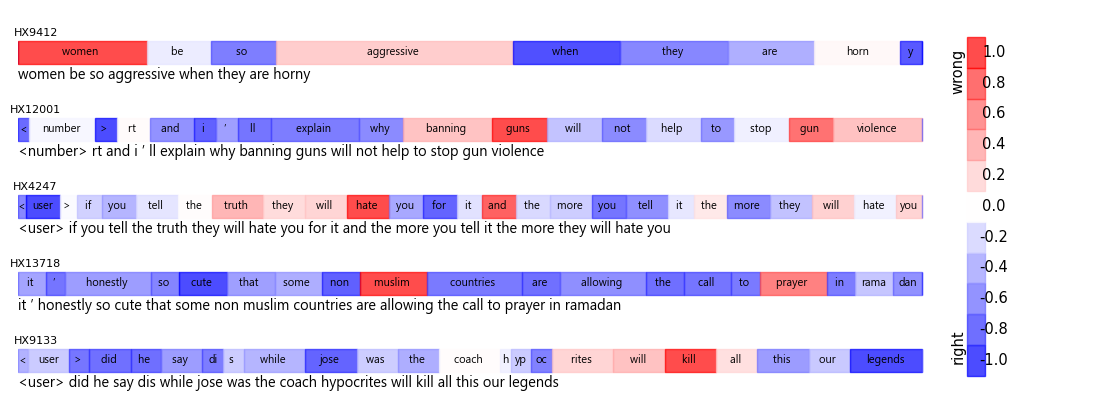 HX9412
women be so aggressive when they are horn y
women be so aggressive when they are horny
HX12001
< number > rt and i ’ ll explain why banning guns will not help to stop gun violence
<number> rt and i ’ ll explain why banning guns will not help to stop gun violence
HX4247
< user > if you tell the truth they will hate you for it and the more you tell it the more they will hate you
<user> if you tell the truth they will hate you for it and the more you tell it the more they will hate you
HX13718
it ’ honestly so cute that some non muslim countries are allowing the call to prayer in rama dan
it ’ honestly so cute that some non muslim countries are allowing the call to prayer in ramadan
HX9133
< user > did he say di s while jose was the coach h yp oc rites will kill all this our legends
<user> did he say dis while jose was the coach hypocrites will kill all this our legends
wrong
right
1.0
0.8
0.6
0.4
0.2
0.0
-0.2
-0.4
-0.6
-0.8
-1.0